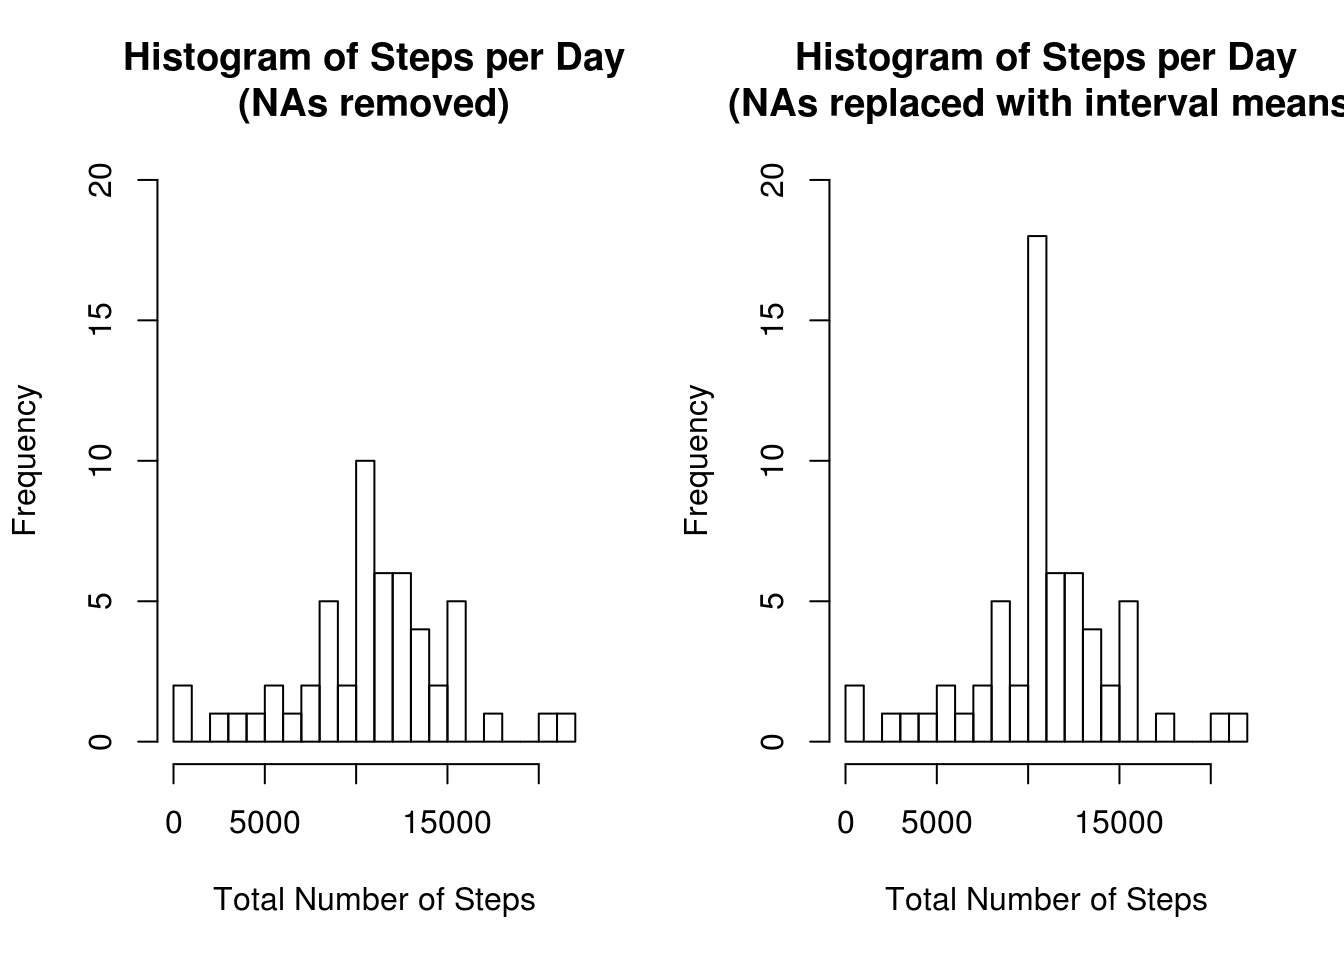 Histogram of Steps per Day
(NAs removed)
20
15
10
5
0
Frequency
0 5000 15000
Total Number of Steps
Histogram of Steps per Day
(NAs replaced with interval means
20
15
10
5
0
Frequency
0 5000 15000
Total Number of Steps